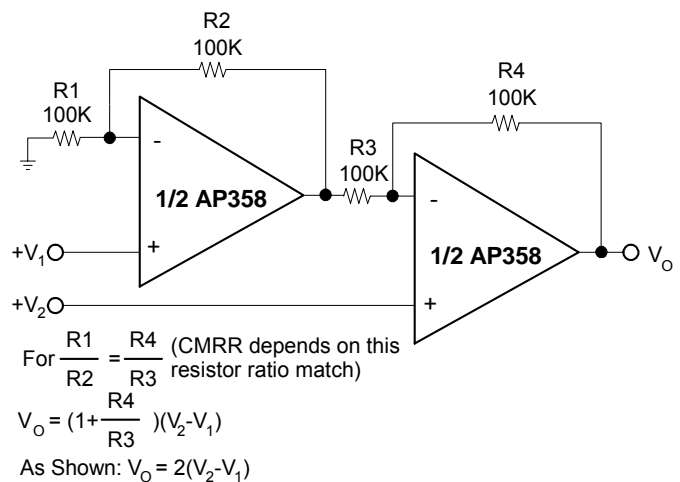 R2
100K
R4
100K
R1
100K
R3
100K
-
1/2 AP358
+
-
1/2 AP358
+
+V1
+V2
VO
For R1/R2 = R4/R3 (CMRR depends on this
resistor ratio match)
VO = (1+ R4/R3 )(V2-V1)
As Shown: VO = 2(V2-V1)